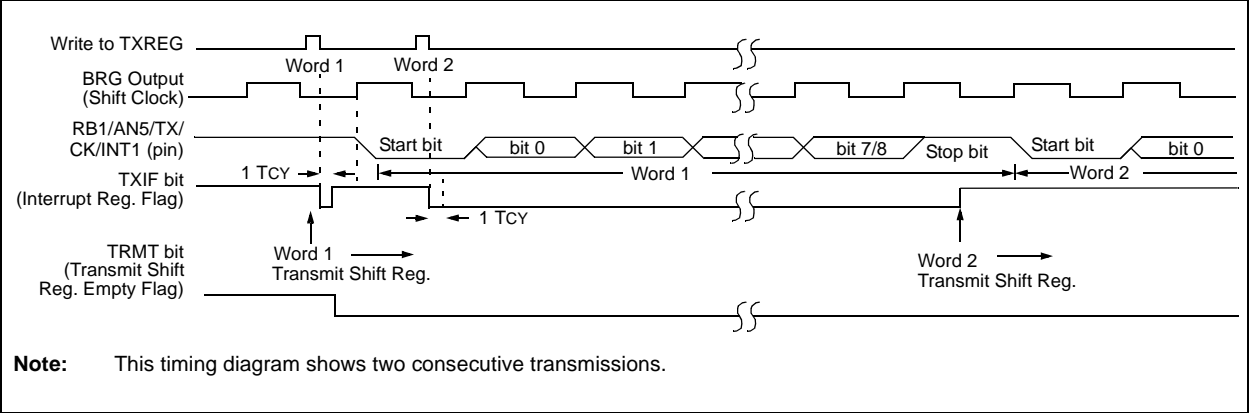 Write to TXREG
Word 1
Word 2
BRG Output
(Shift Clock)
RB1/AN5/TX/
CK/INT1 (pin)
Start bit
bit 0
bit 1
bit 7/8
Stop bit
Start bit
bit 0
1 TCY
Word 1
Word 2
TXIF bit
(Interrupt Reg. Flag)
1 TCY
Word 1
Transmit Shift Reg.
Word 2
Transmit Shift Reg.
TRMT bit
(Transmit Shift
Reg. Empty Flag)
Note: This timing diagram shows two consecutive transmissions.